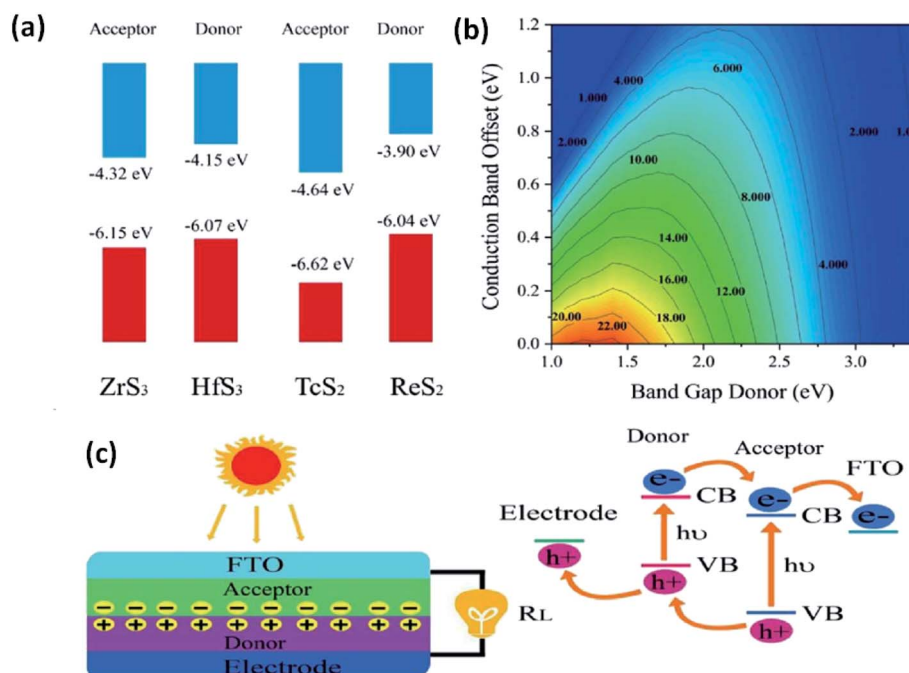 (a)
Acceptor Donor Acceptor Donor
-4.32 eV -4.15 eV -4.64 eV -3.90 eV
-6.15 eV -6.07 eV -6.62 eV -6.04 eV
ZrS3 HfS3 TcS2 ReS2
(b)
Conduction Band Offset (eV)
1.2
1.0
0.8
0.6
0.4
0.2
0.0
1.000
4.000
6.000
2.000
2.000
1.0
10.00
8.000
14.00
16.00
12.00
4.000
20.00
18.00
22.00
1.0 1.5 2.0 2.5 3.0
Band Gap Donor (eV)
(c)
FTO
Acceptor
− − − − − − − − − −
+ + + + + + + + + +
Donor
Electrode
RL
Donor
Acceptor
FTO
e-
CB
e-
CB
e-
Electrode
hυ
hυ
h+
h+
VB
VB
h+